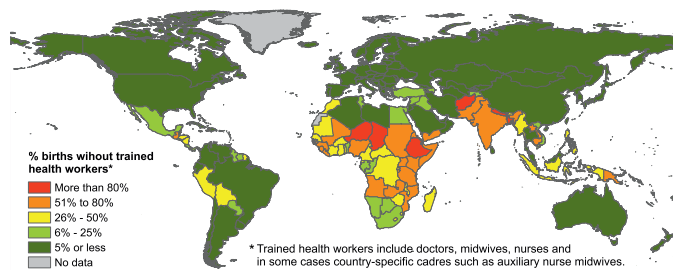 % births wihout trained
health workers*
More than 80%
51% to 80%
26% - 50%
6% - 25%
5% or less
No data
* Trained health workers include doctors, midwives, nurses and
in some cases country-specific cadres such as auxiliary nurse midwives.